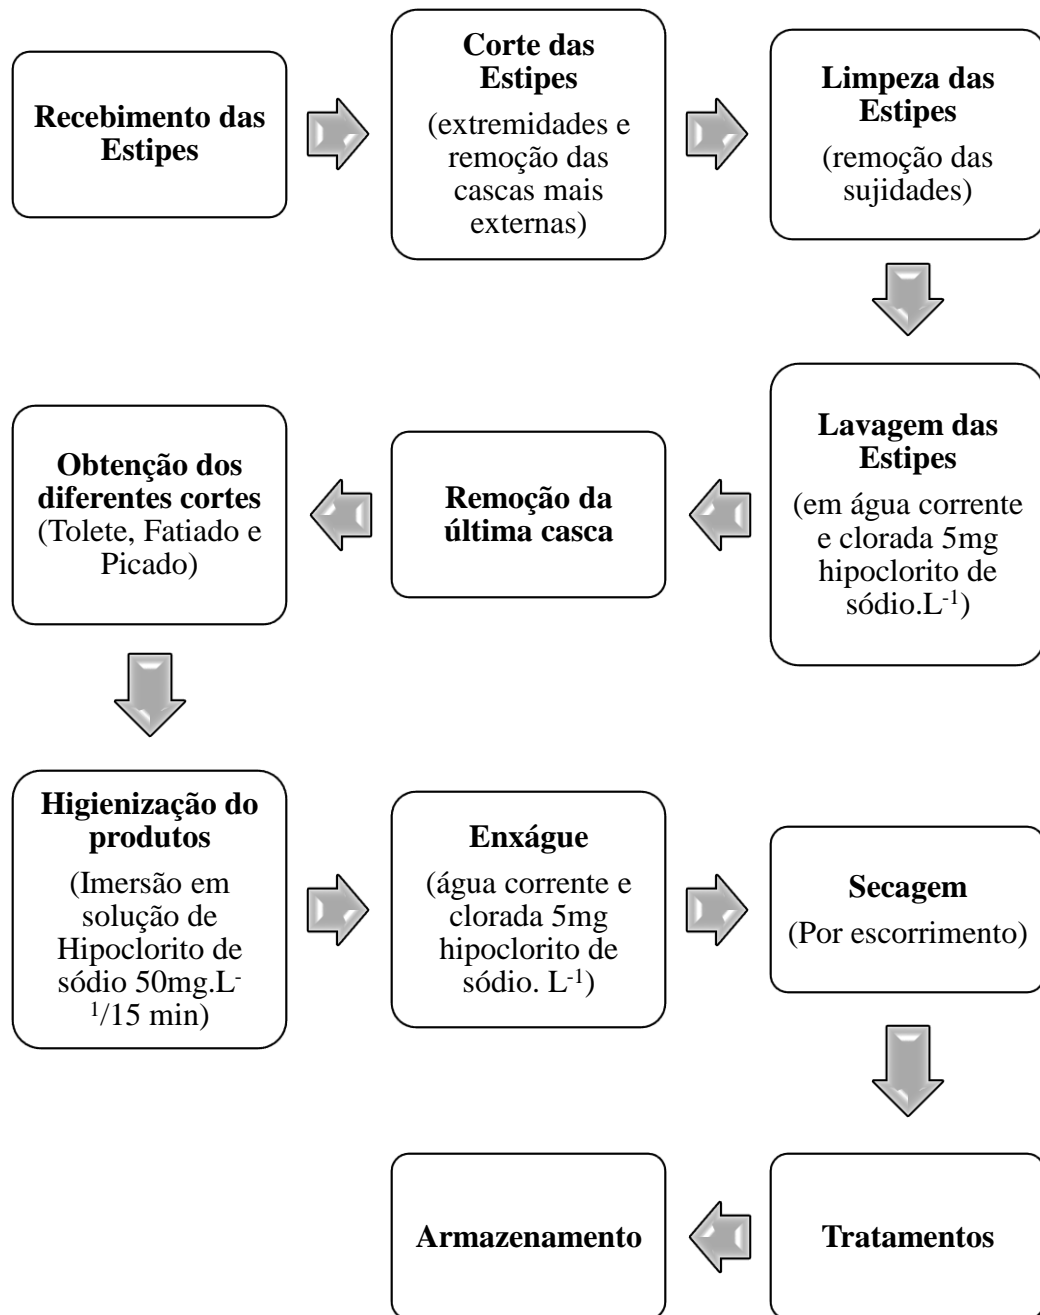 Recebimento das
Estipes
Corte das
Estipes
(extremidades e
remoção das
cascas mais
externas)
Limpeza das
Estipes
(remoção das
sujidades)
Lavagem das
Estipes
(em água corrente
e clorada 5mg
hipoclorito de
sódio.L⁻¹)
Remoção da
última casca
Obtenção dos
diferentes cortes
(Tolete, Fatiado e
Picado)
Higienização do
produtos
(Imersão em
solução de
Hipoclorito de
sódio 50mg.L⁻
¹/15 min)
Enxágue
(água corrente e
clorada 5mg
hipoclorito de
sódio. L⁻¹)
Secagem
(Por escorrimento)
Tratamentos
Armazenamento